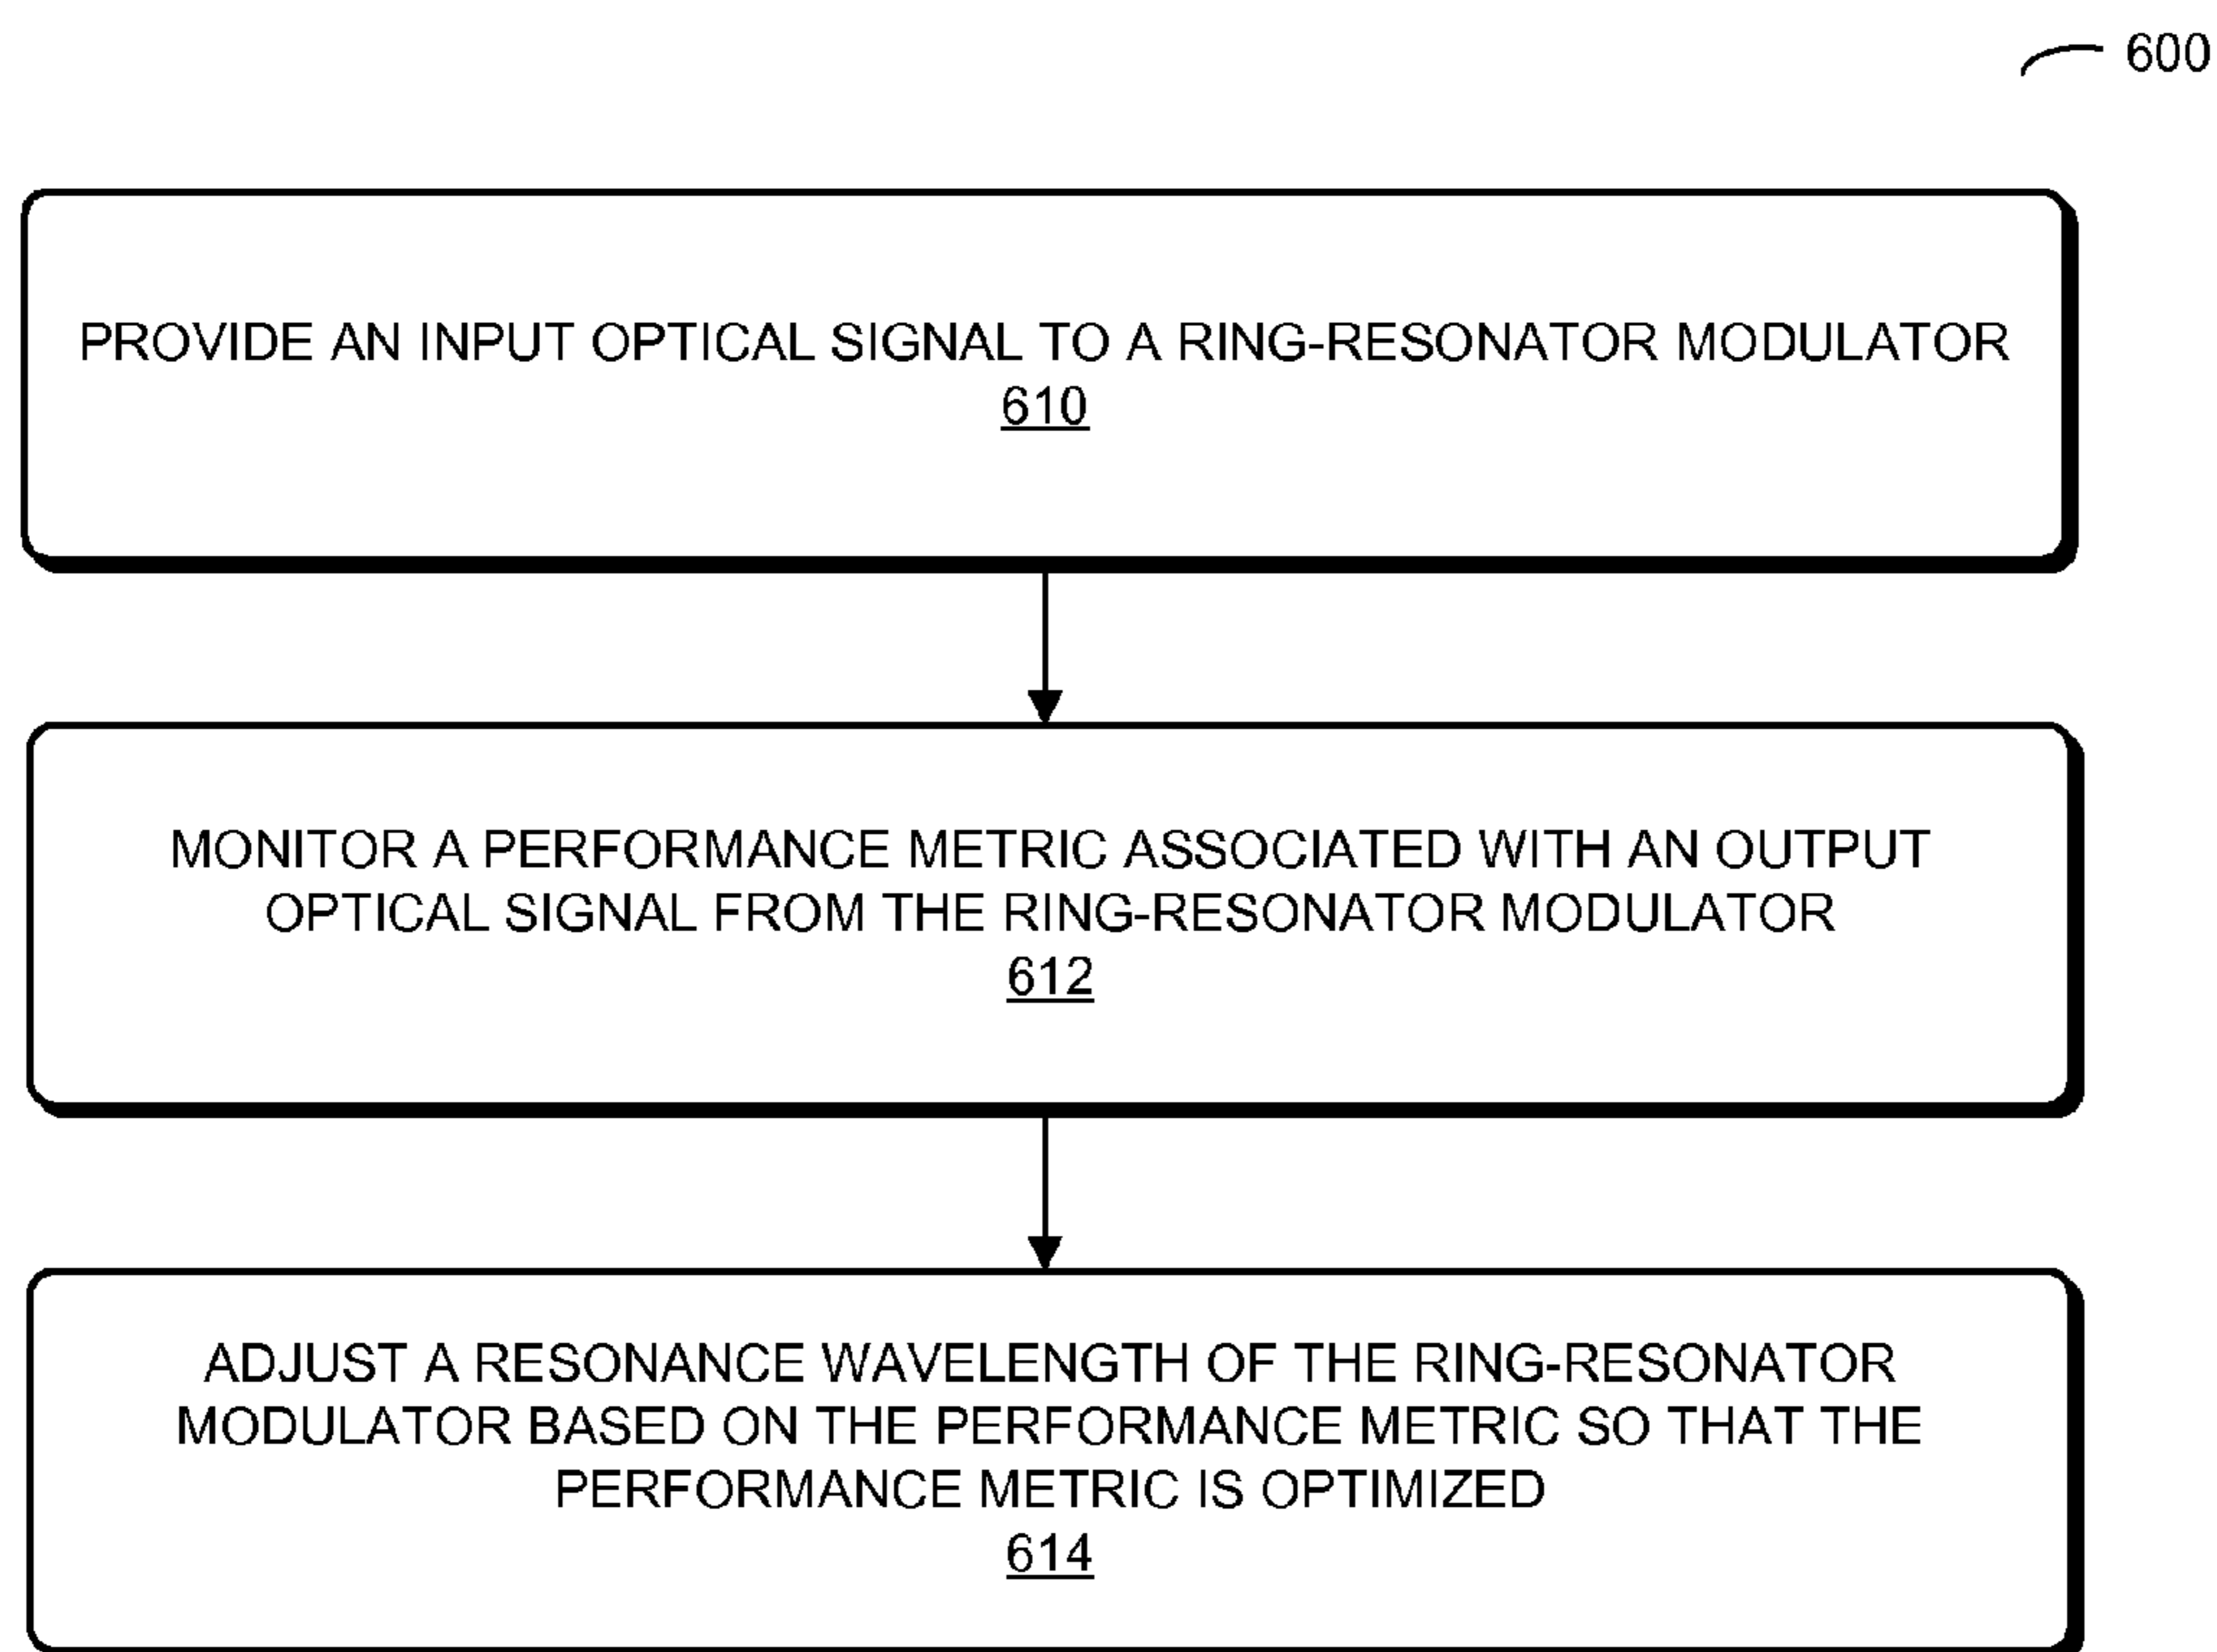 600
PROVIDE AN INPUT OPTICAL SIGNAL TO A RING-RESONATOR MODULATOR
610
MONITOR A PERFORMANCE METRIC ASSOCIATED WITH AN OUTPUT
OPTICAL SIGNAL FROM THE RING-RESONATOR MODULATOR
612
ADJUST A RESONANCE WAVELENGTH OF THE RING-RESONATOR
MODULATOR BASED ON THE PERFORMANCE METRIC SO THAT THE
PERFORMANCE METRIC IS OPTIMIZED
614